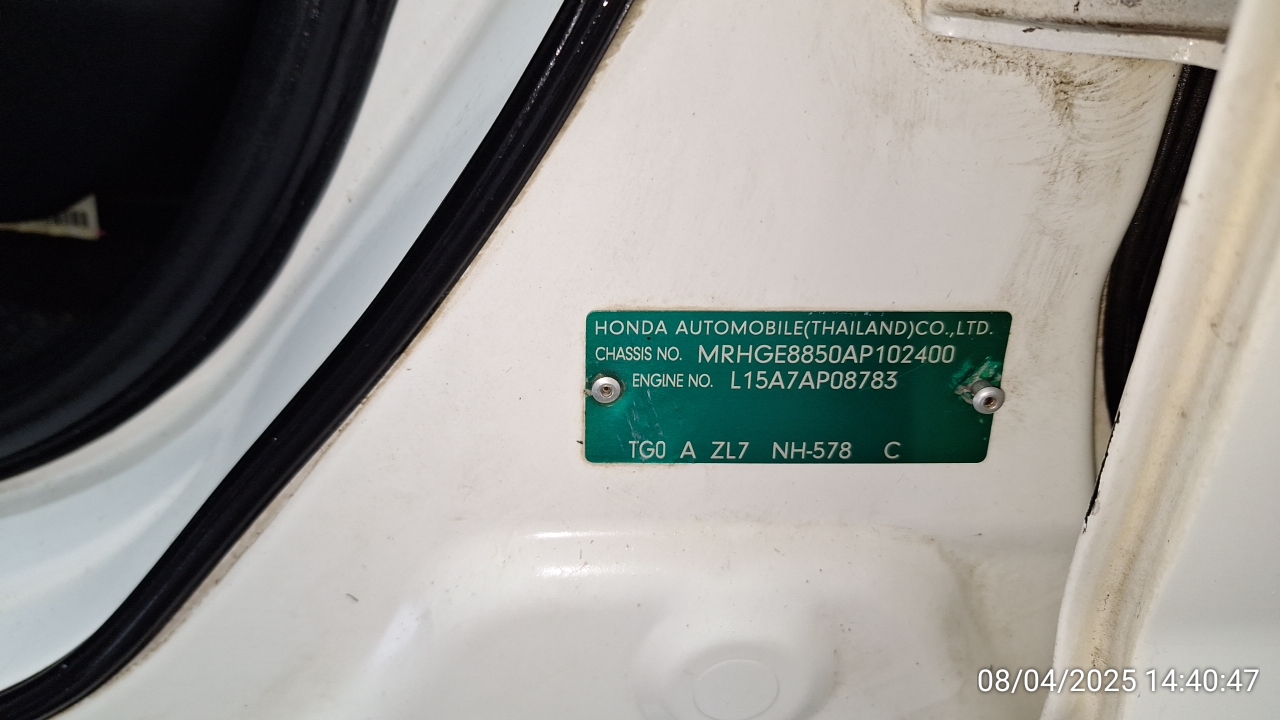 HONDA AUTOMOBILE(THAILAND)CO.,LTD.
CHASSIS NO. MRHGE8850AP102400
ENGINE NO. L15A7AP08783
TG0 A ZL7 NH-578 C
08/04/2025 14:40:47